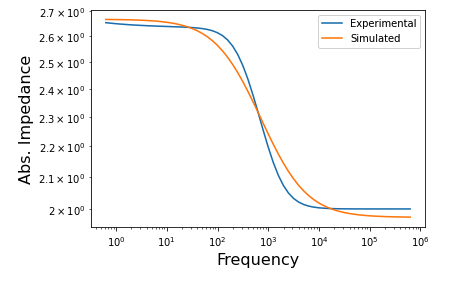 2.7 × 10⁰
2.6 × 10⁰
2.5 × 10⁰
2.4 × 10⁰
2.3 × 10⁰
2.2 × 10⁰
2.1 × 10⁰
2 × 10⁰
Abs. Impedance
Experimental
Simulated
10⁰ 10¹ 10² 10³ 10⁴ 10⁵ 10⁶
Frequency